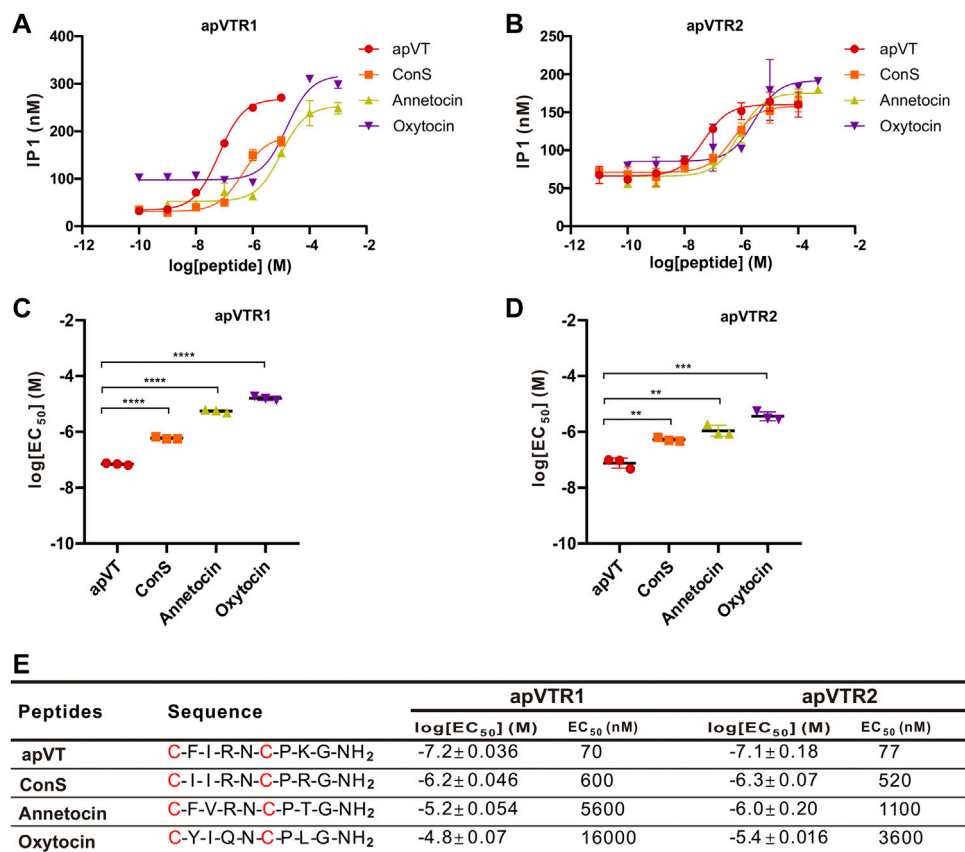 A
apVTR1
IP1 (nM)
400
300
200
100
0
-12 -10 -8 -6 -4 -2
log[peptide] (M)
apVT
ConS
Annetocin
Oxytocin
B
apVTR2
IP1 (nM)
250
200
150
100
50
0
-12 -10 -8 -6 -4 -2
log[peptide] (M)
apVT
ConS
Annetocin
Oxytocin
C
apVTR1
log[EC50] (M)
-2
-4
-6
-8
-10
****
****
****
apVT
ConS
Annetocin
Oxytocin
D
apVTR2
log[EC50] (M)
-2
-4
-6
-8
-10
***
**
**
apVT
ConS
Annetocin
Oxytocin
E
Peptides Sequence apVTR1 apVTR2
log[EC50] (M) EC50 (nM) log[EC50] (M) EC50 (nM)
apVT C-F-I-R-N-C-P-K-G-NH2 -7.2±0.036 70 -7.1±0.18 77
ConS C-I-I-R-N-C-P-R-G-NH2 -6.2±0.046 600 -6.3±0.07 520
Annetocin C-F-V-R-N-C-P-T-G-NH2 -5.2±0.054 5600 -6.0±0.20 1100
Oxytocin C-Y-I-Q-N-C-P-L-G-NH2 -4.8±0.07 16000 -5.4±0.016 3600